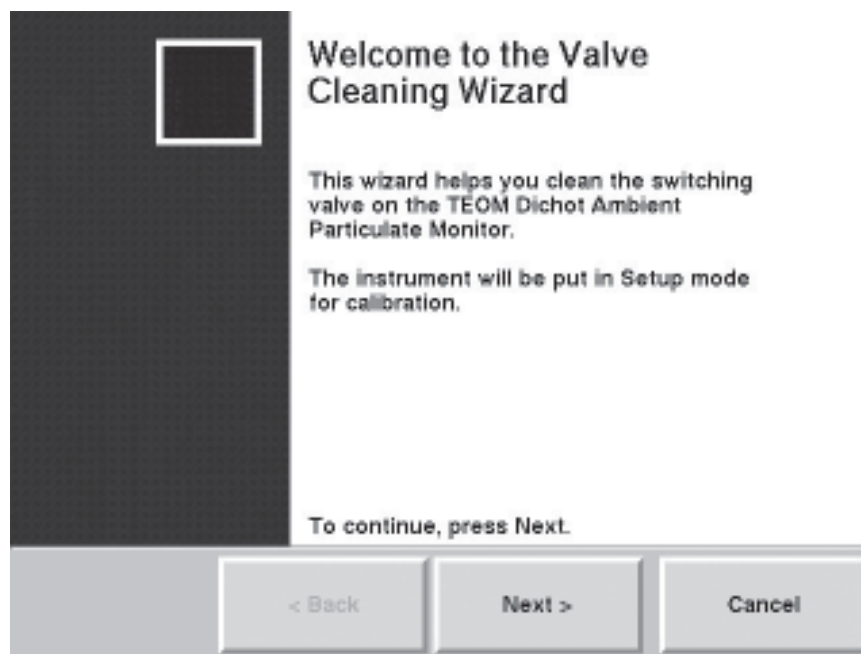 Welcome to the Valve
Cleaning Wizard
This wizard helps you clean the switching
valve on the TEOM Dichot Ambient
Particulate Monitor.
The instrument will be put in Setup mode
for calibration.
To continue, press Next.
< Back
Next >
Cancel